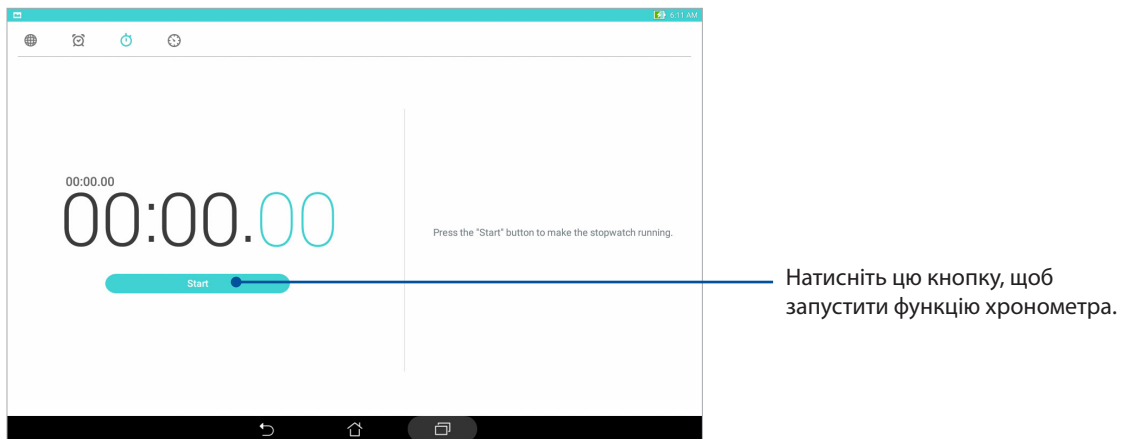 6:11 AM
00:00.00
00:00.00
Press the "Start" button to make the stopwatch running.
Start
Натисніть цю кнопку, щоб
запустити функцію хронометра.